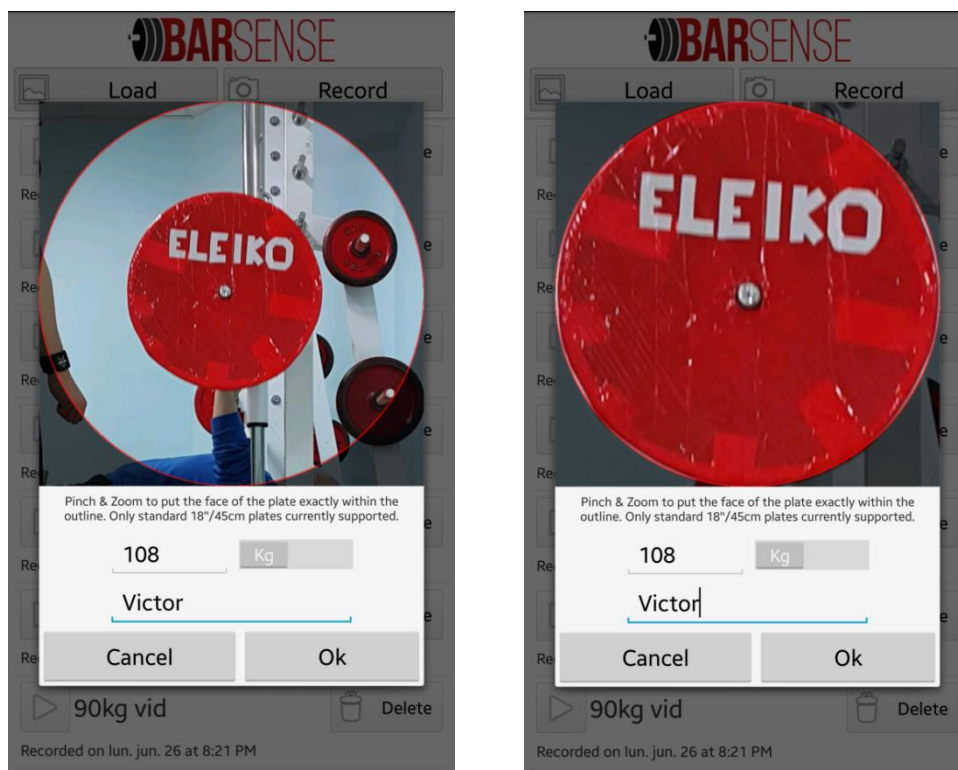 BARSENSE
Load
Record
ELEIKO
Pinch & Zoom to put the face of the plate exactly within the
outline. Only standard 18"/45cm plates currently supported.
108
Kg
Victor
Cancel
Ok
90kg vid
Delete
Recorded on lun. jun. 26 at 8:21 PM
BARSENSE
Load
Record
ELEIKO
Pinch & Zoom to put the face of the plate exactly within the
outline. Only standard 18"/45cm plates currently supported.
108
Kg
Victor
Cancel
Ok
90kg vid
Delete
Recorded on lun. jun. 26 at 8:21 PM